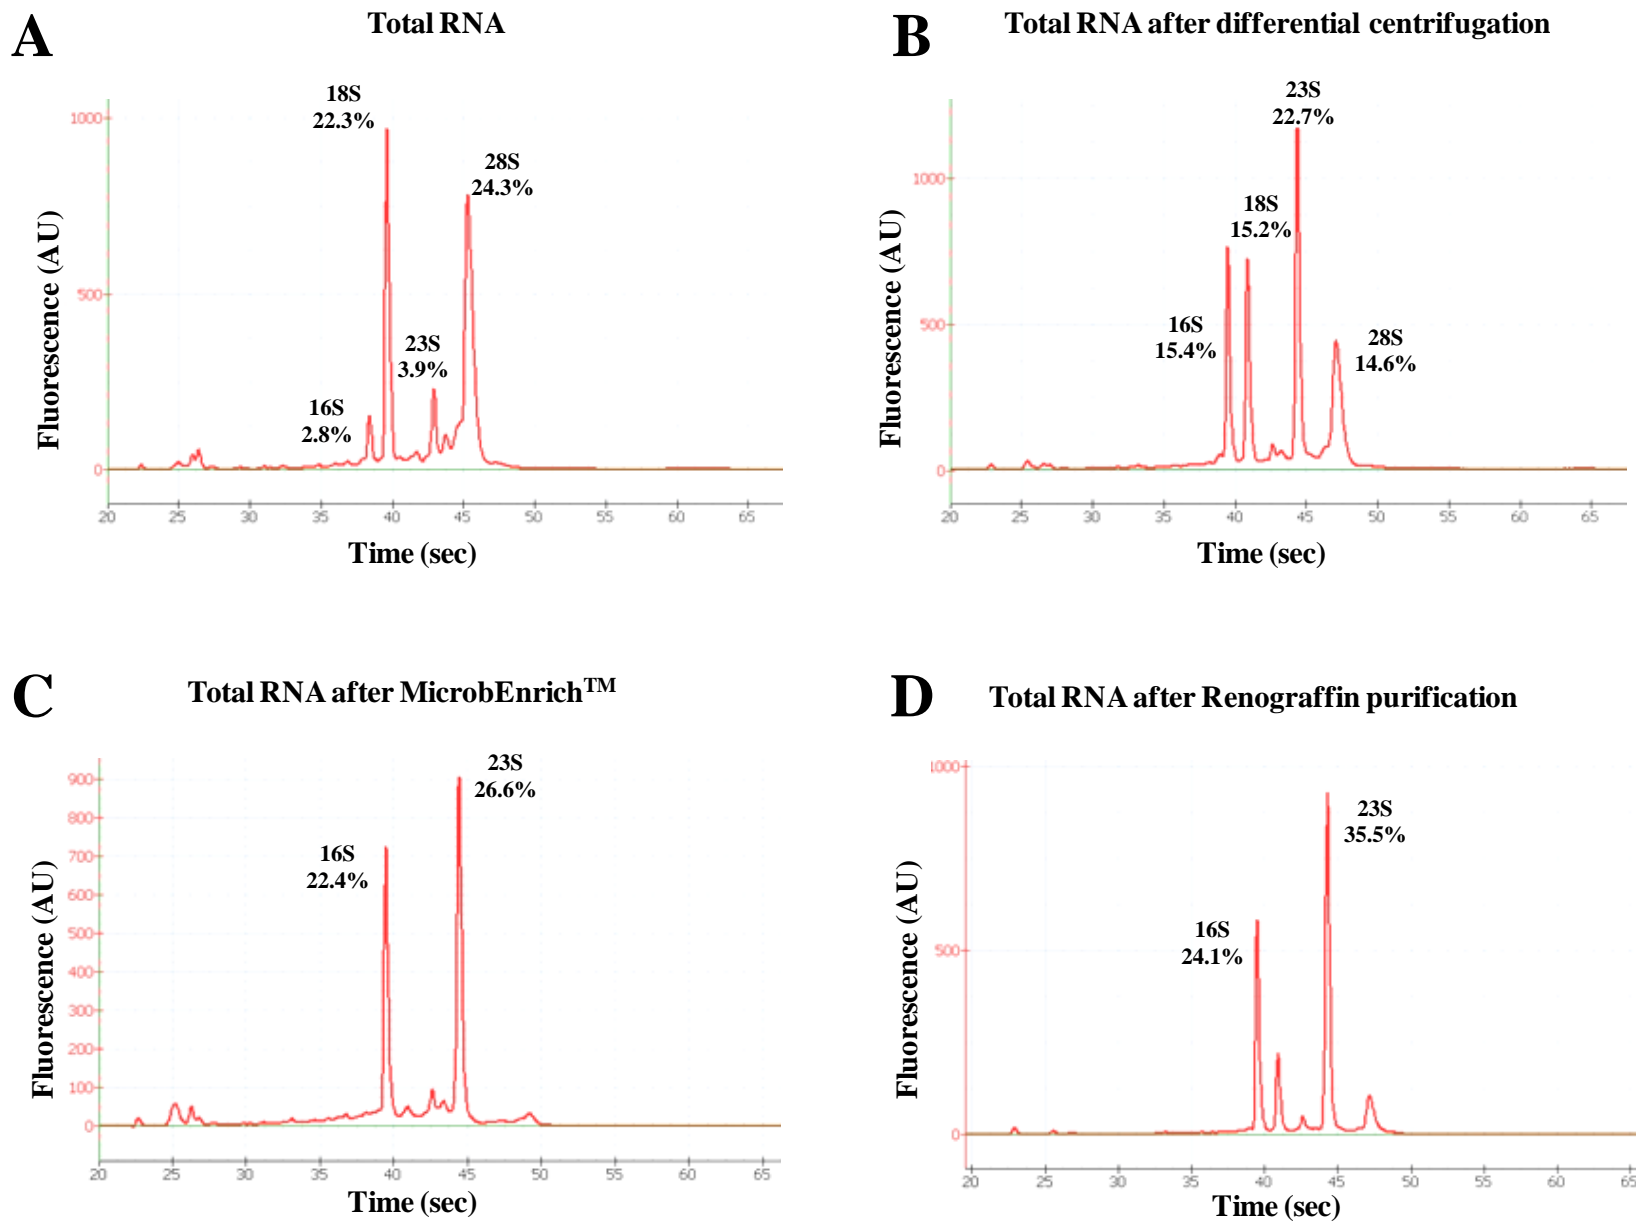 A
Total RNA
18S
22.3%
28S
24.3%
23S
3.9%
16S
2.8%
1000
500
0
Fluorescence (AU)
20 25 30 35 40 45 50 55 60 65
Time (sec)
B
Total RNA after differential centrifugation
23S
22.7%
18S
15.2%
16S
15.4%
28S
14.6%
1000
500
0
Fluorescence (AU)
20 25 30 35 40 45 50 55 60 65
Time (sec)
C
Total RNA after MicrobEnrich™
23S
26.6%
16S
22.4%
900
800
700
600
500
400
300
200
100
0
Fluorescence (AU)
20 25 30 35 40 45 50 55 60 65
Time (sec)
D
Total RNA after Renograffin purification
23S
35.5%
16S
24.1%
1000
500
0
Fluorescence (AU)
20 25 30 35 40 45 50 55 60 65
Time (sec)